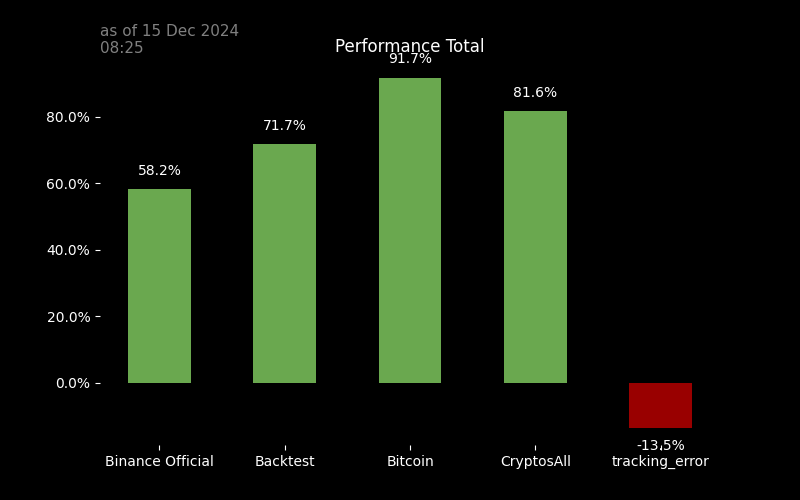 as of 15 Dec 2024
08:25
Performance Total
91.7%
81.6%
80.0%
71.7%
58.2%
60.0%
40.0%
20.0%
0.0%
-13.5%
Binance Official
Backtest
Bitcoin
CryptosAll
tracking_error